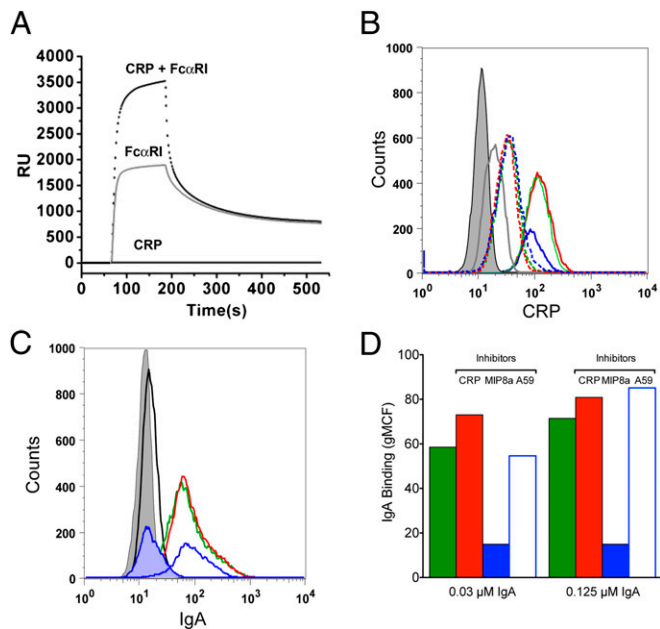 A
4000
3500
3000
2500
2000
1500
1000
500
0
RU
CRP + FcαRI
FcαRI
CRP
0 100 200 300 400 500
Time(s)
B
1000
800
600
400
200
0
Counts
10⁰ 10¹ 10² 10³ 10⁴
CRP
C
1000
800
600
400
200
0
Counts
10⁰ 10¹ 10² 10³ 10⁴
IgA
D
100
80
60
40
20
0
IgA Binding (gMCF)
Inhibitors Inhibitors
CRP MIP8a A59 CRP MIP8a A59
0.03 µM IgA 0.125 µM IgA